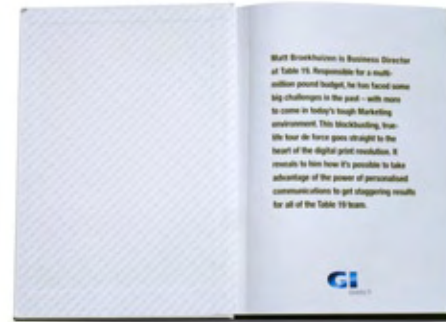 Matt Broekhuizen is Business Director
at Table 19. Responsible for a multi-
million pound budget, he has faced some
big challenges in the past – with more
to come in today's tough Marketing
environment. This blockbusting, true-
life tour de force goes straight to the
heart of the digital print revolution. It
reveals to him how it's possible to take
advantage of the power of personalised
communications to get staggering results
for all of the Table 19 team.
GI